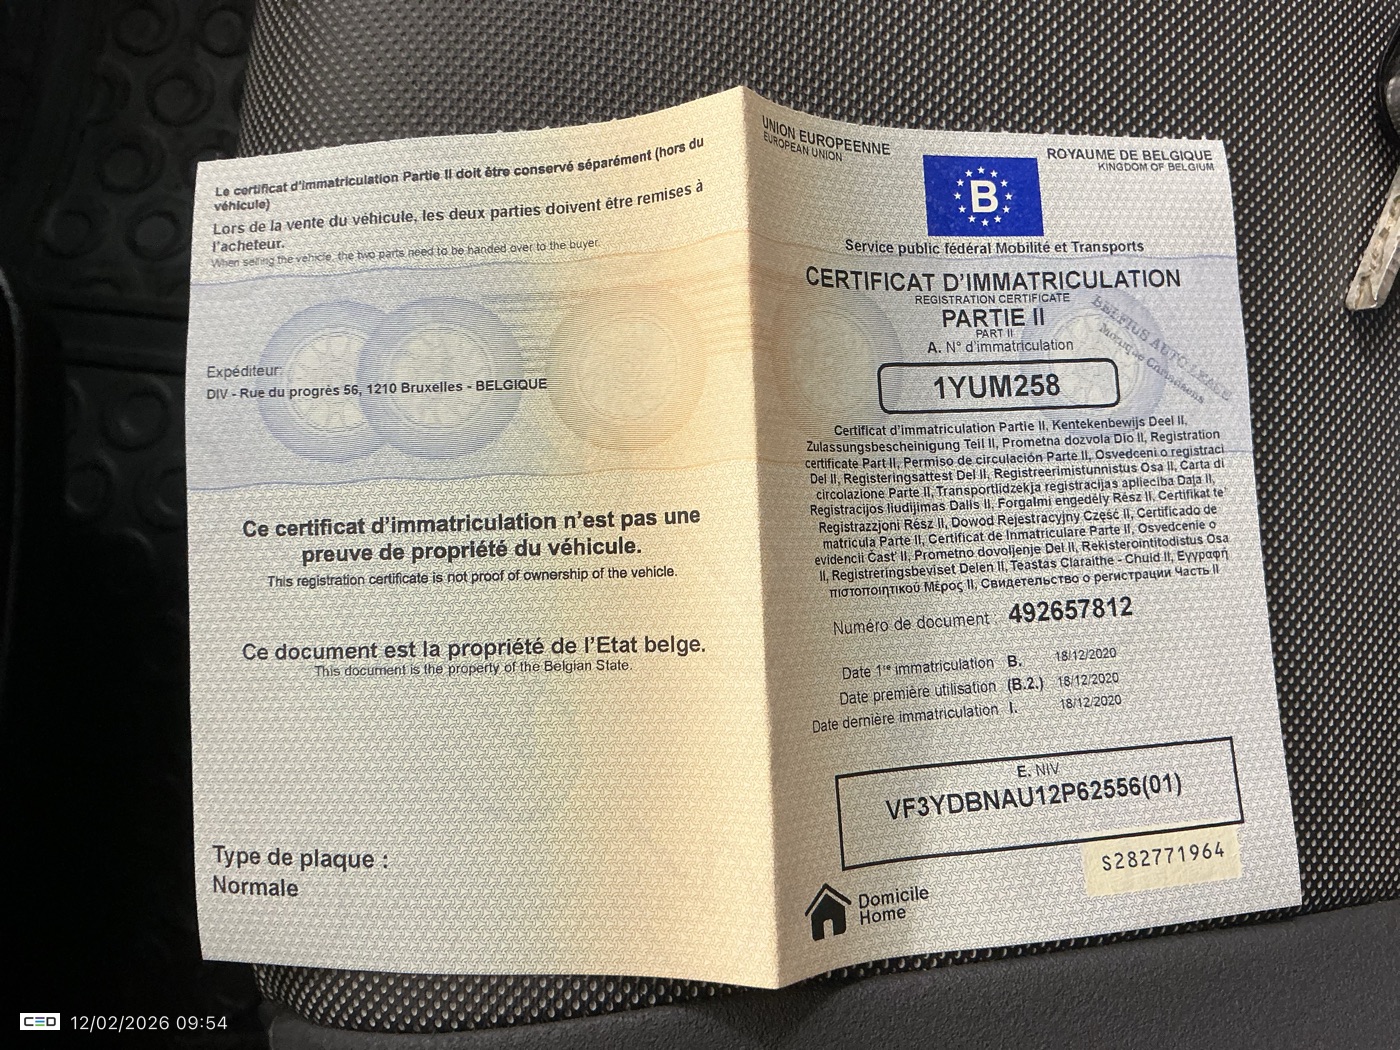 Le certificat d'immatriculation Partie II doit être conservé séparément (hors du
véhicule)
Lors de la vente du véhicule, les deux parties doivent être remises à
l'acheteur.
When selling the vehicle, the two parts need to be handed over to the buyer.
Expéditeur:
DIV - Rue du progrès 56, 1210 Bruxelles - BELGIQUE
Ce certificat d'immatriculation n'est pas une
preuve de propriété du véhicule.
This registration certificate is not proof of ownership of the vehicle.
Ce document est la propriété de l'Etat belge.
This document is the property of the Belgian State.
Type de plaque :
Normale
UNION EUROPEENNE
EUROPEAN UNION
ROYAUME DE BELGIQUE
KINGDOM OF BELGIUM
B
Service public fédéral Mobilité et Transports
CERTIFICAT D'IMMATRICULATION
REGISTRATION CERTIFICATE
PARTIE II
PART II
A. N° d'immatriculation
BELFIUS AUTO LEASE
1YUM258
Certificat d'immatriculation Partie II, Kentekenbewijs Deel II,
Zulassungsbescheinigung Teil II, Prometna dozvola Dio II, Registration
certificate Part II, Permiso de circulación Parte II, Osvedceni o registraci
Del II, Registeringsattest Del II, Registreerimistunnistus Osa II, Carta di
circolazione Parte II, Transportlidzekja registracijas apliecība Daļa II,
Registracijos liudijimas Dalis II, Forgalmi engedély Rész II, Certifikat te'
Registrazzjoni Rész II, Dowod Rejestracyjny Część II, Certificado de
matricula Parte II, Certificat de Inmatriculare Parte II, Osvedcenie o
evidencii Čast' II, Prometno dovoljenje Del II, Rekisterointitodistus Osa
II, Registreringsbeviset Delen II, Teastas Claraithe - Chuid II, Εγγραφή
πιστοποιητικού Μέρος II, Свидетельство о регистрации Часть II
Numéro de document : 492657812
Date 1re immatriculation B. 18/12/2020
Date première utilisation (B.2.) 18/12/2020
Date dernière immatriculation I. 18/12/2020
E. NIV
VF3YDBNAU12P62556(01)
S282771964
Domicile
Home
CED 12/02/2026 09:54